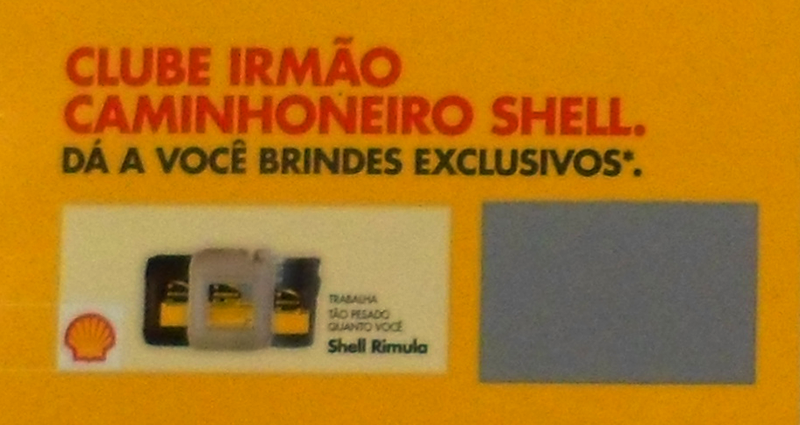 CLUBE IRMÃO
CAMINHONEIRO SHELL.
DÁ A VOCÊ BRINDES EXCLUSIVOS*.
TRABALHA
TÃO PESADO
QUANTO VOCÊ
Shell Rimula